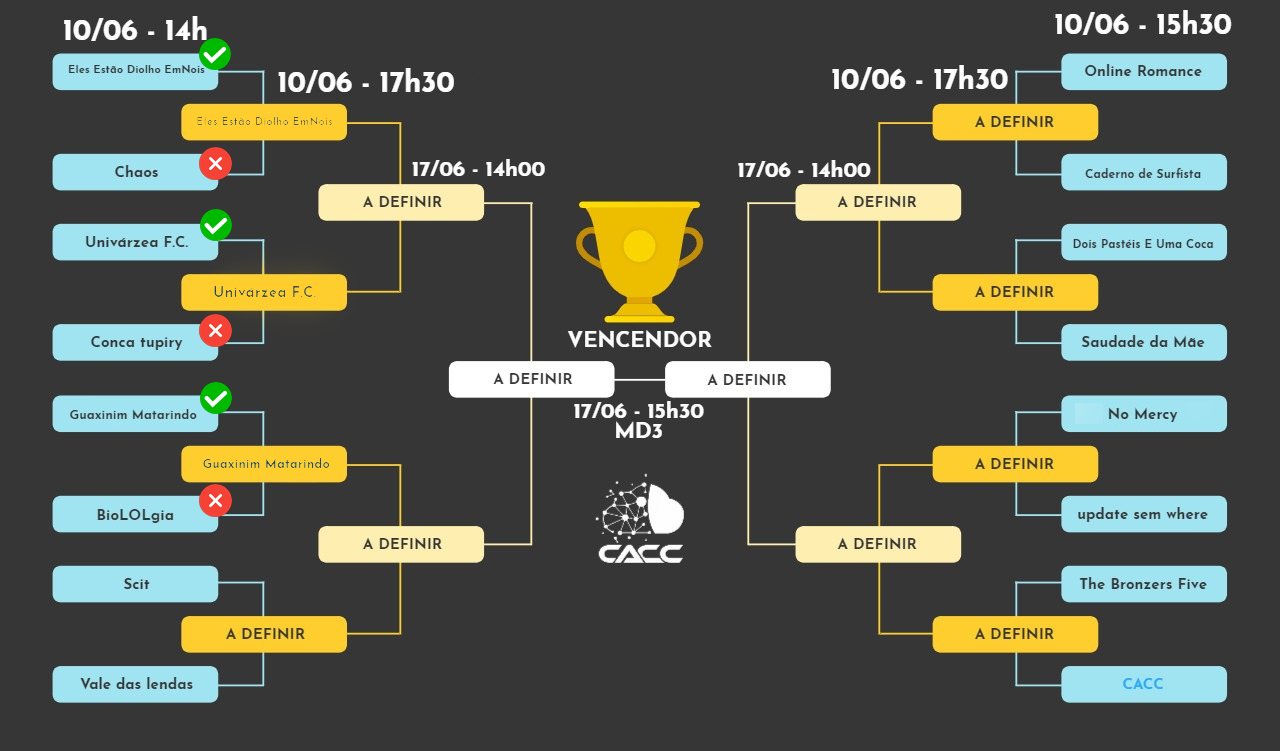 10/06 - 14h
Eles Estão Diolho EmNois
10/06 - 17h30
Eles Estão Diolho EmNois
Chaos
17/06 - 14h00
A DEFINIR
Univárzea F.C.
Univárzea F.C.
Conca tupiry
Guaxinim Matarindo
Guaxinim Matarindo
BioLOLgia
A DEFINIR
Scit
A DEFINIR
Vale das lendas
VENCENDOR
A DEFINIR
A DEFINIR
17/06 - 15h30
MD3
CACC
10/06 - 15h30
Online Romance
10/06 - 17h30
A DEFINIR
Caderno de Surfista
17/06 - 14h00
A DEFINIR
Dois Pastéis E Uma Coca
A DEFINIR
Saudade da Mãe
No Mercy
A DEFINIR
update sem where
A DEFINIR
The Bronzers Five
A DEFINIR
CACC